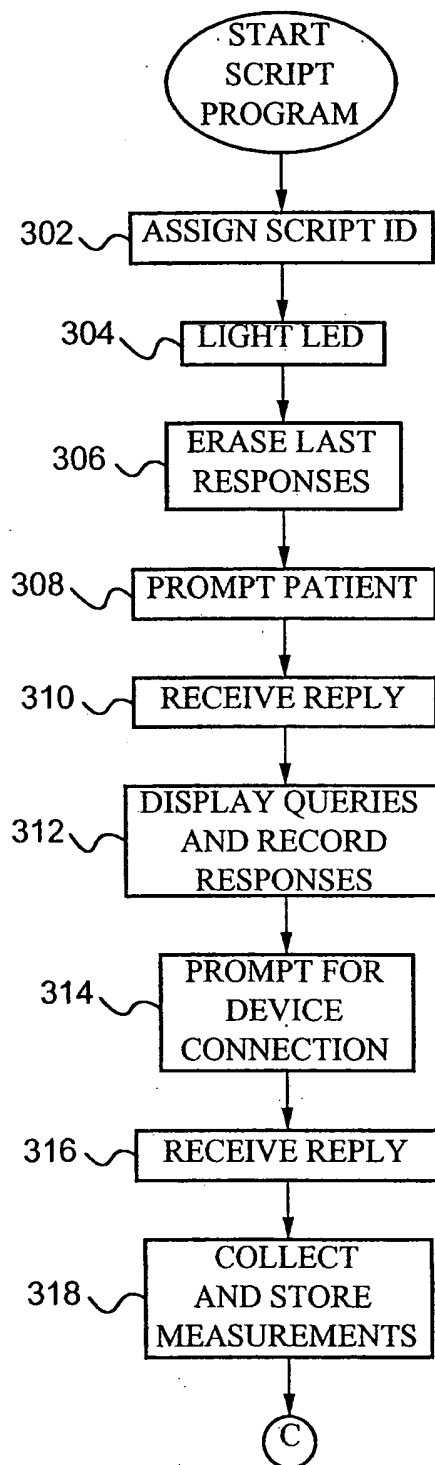 START
SCRIPT
PROGRAM
302
ASSIGN SCRIPT ID
304
LIGHT LED
306
ERASE LAST
RESPONSES
308
PROMPT PATIENT
310
RECEIVE REPLY
312
DISPLAY QUERIES
AND RECORD
RESPONSES
314
PROMPT FOR
DEVICE
CONNECTION
316
RECEIVE REPLY
318
COLLECT
AND STORE
MEASUREMENTS
C